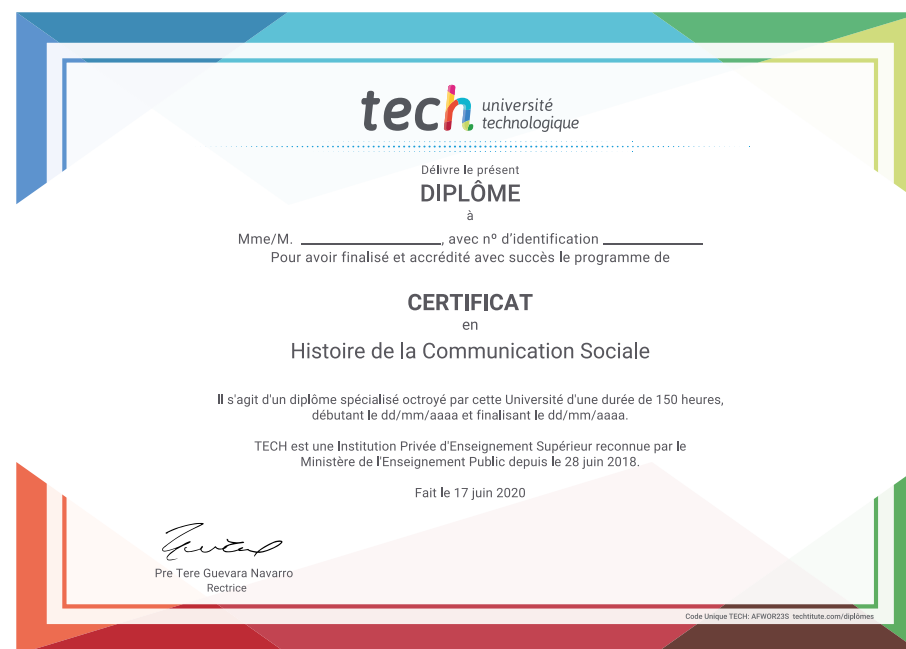 tech université
technologique
Délivre le présent
DIPLÔME
à
Mme/M. ____________________, avec nº d'identification ______________
Pour avoir finalisé et accrédité avec succès le programme de
CERTIFICAT
en
Histoire de la Communication Sociale
Il s'agit d'un diplôme spécialisé octroyé par cette Université d'une durée de 150 heures,
débutant le dd/mm/aaaa et finalisant le dd/mm/aaaa.
TECH est une Institution Privée d'Enseignement Supérieur reconnue par le
Ministère de l'Enseignement Public depuis le 28 juin 2018.
Fait le 17 juin 2020
Pre Tere Guevara Navarro
Rectrice
Code Unique TECH: AFWOR23S techtitute.com/diplômes